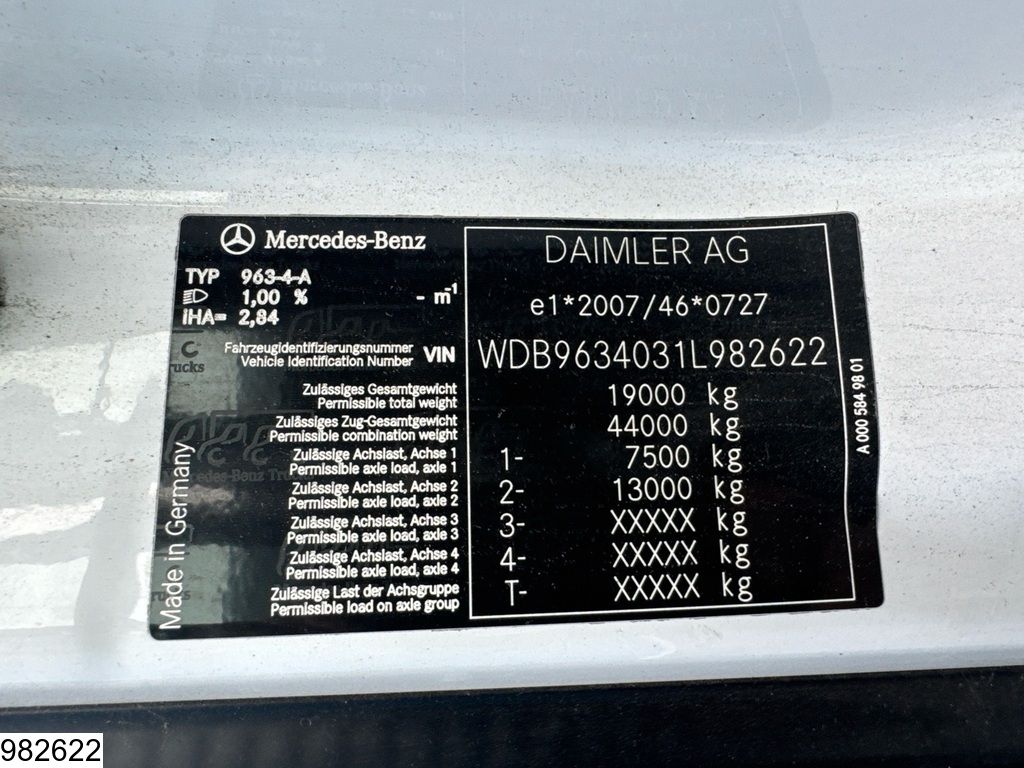 Mercedes-Benz
TYP 963-4-A
1,00 % - m-1
iHA= 2,84
Fahrzeugidentifizierungsnummer
Vehicle Identification Number VIN
Zulässiges Gesamtgewicht
Permissible total weight
Zulässiges Zug-Gesamtgewicht
Permissible combination weight
Zulässige Achslast, Achse 1
Permissible axle load, axle 1
Zulässige Achslast, Achse 2
Permissible axle load, axle 2
Zulässige Achslast, Achse 3
Permissible axle load, axle 3
Zulässige Achslast, Achse 4
Permissible axle load, axle 4
Zulässige Last der Achsgruppe
Permissible load on axle group
Made in Germany
DAIMLER AG
e1*2007/46*0727
WDB9634031L982622
19000 kg
44000 kg
1- 7500 kg
2- 13000 kg
3- XXXXX kg
4- XXXXX kg
T- XXXXX kg
A 000 584 98 01
982622